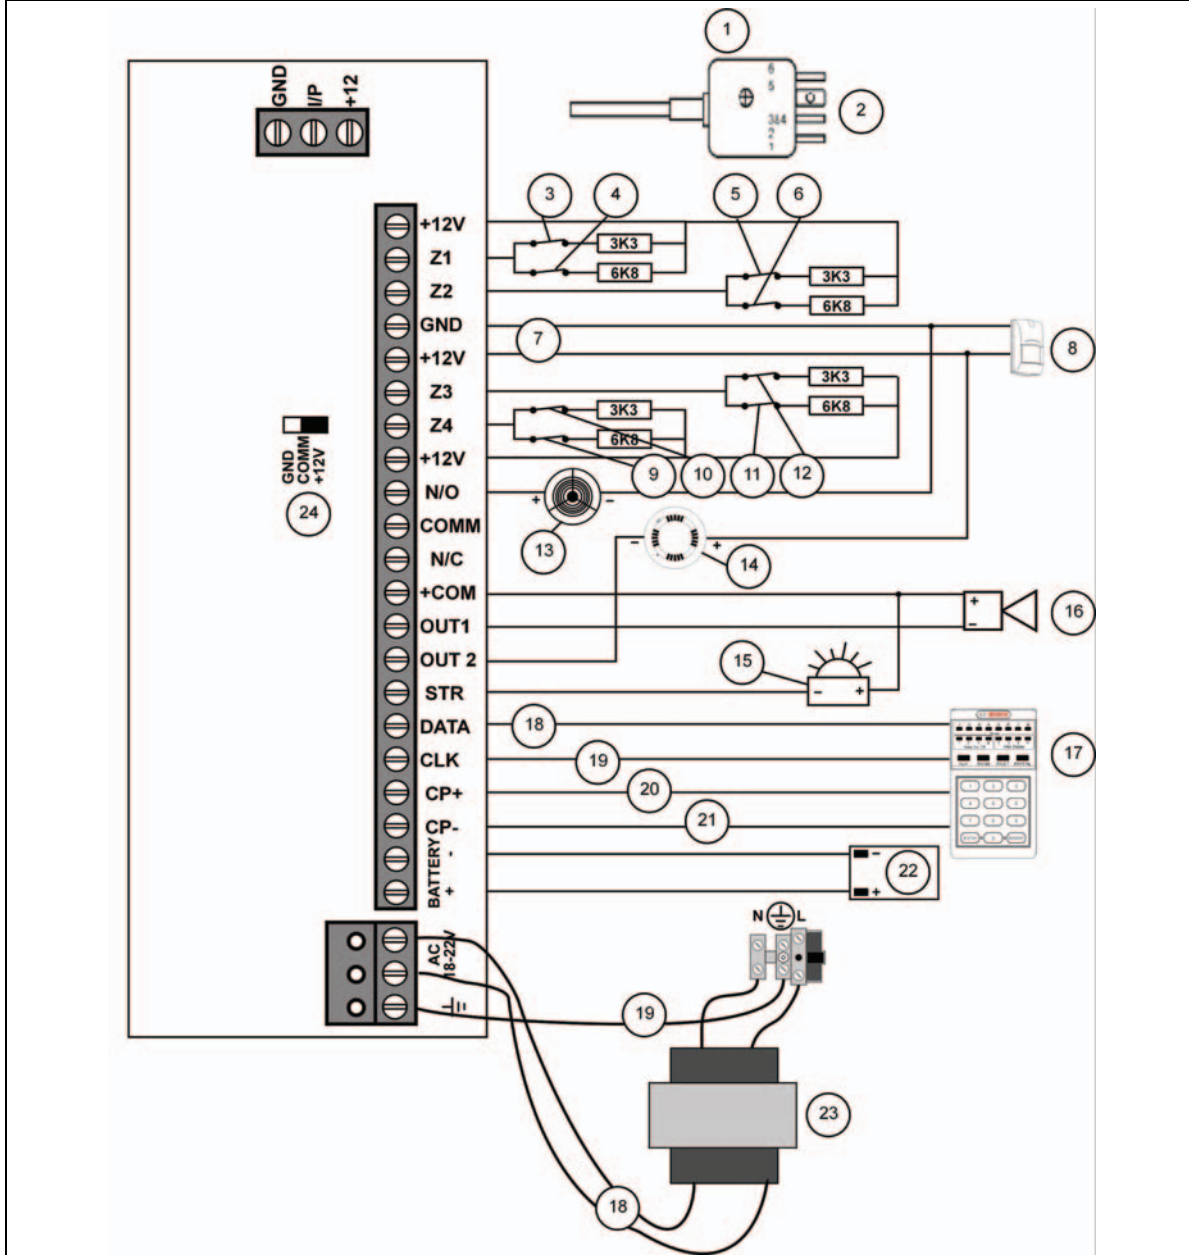 1
6
5
3&4
2
1
2
GND
I/P
+12
3
4
5
6
+12V
3K3
Z1
6K8
3K3
Z2
6K8
GND
7
8
+12V
3K3
Z3
6K8
3K3
Z4
6K8
GND
COMM
+12V
24
+12V
9
10
11
12
N/O
+ −
13
COMM
− +
14
N/C
+COM
+
−
16
OUT1
OUT 2
15
− +
STR
DATA
18
17
CLK
19
CP+
20
CP-
21
BATTERY
-
+
−
+
22
N L
AC
18-22V
19
23
18